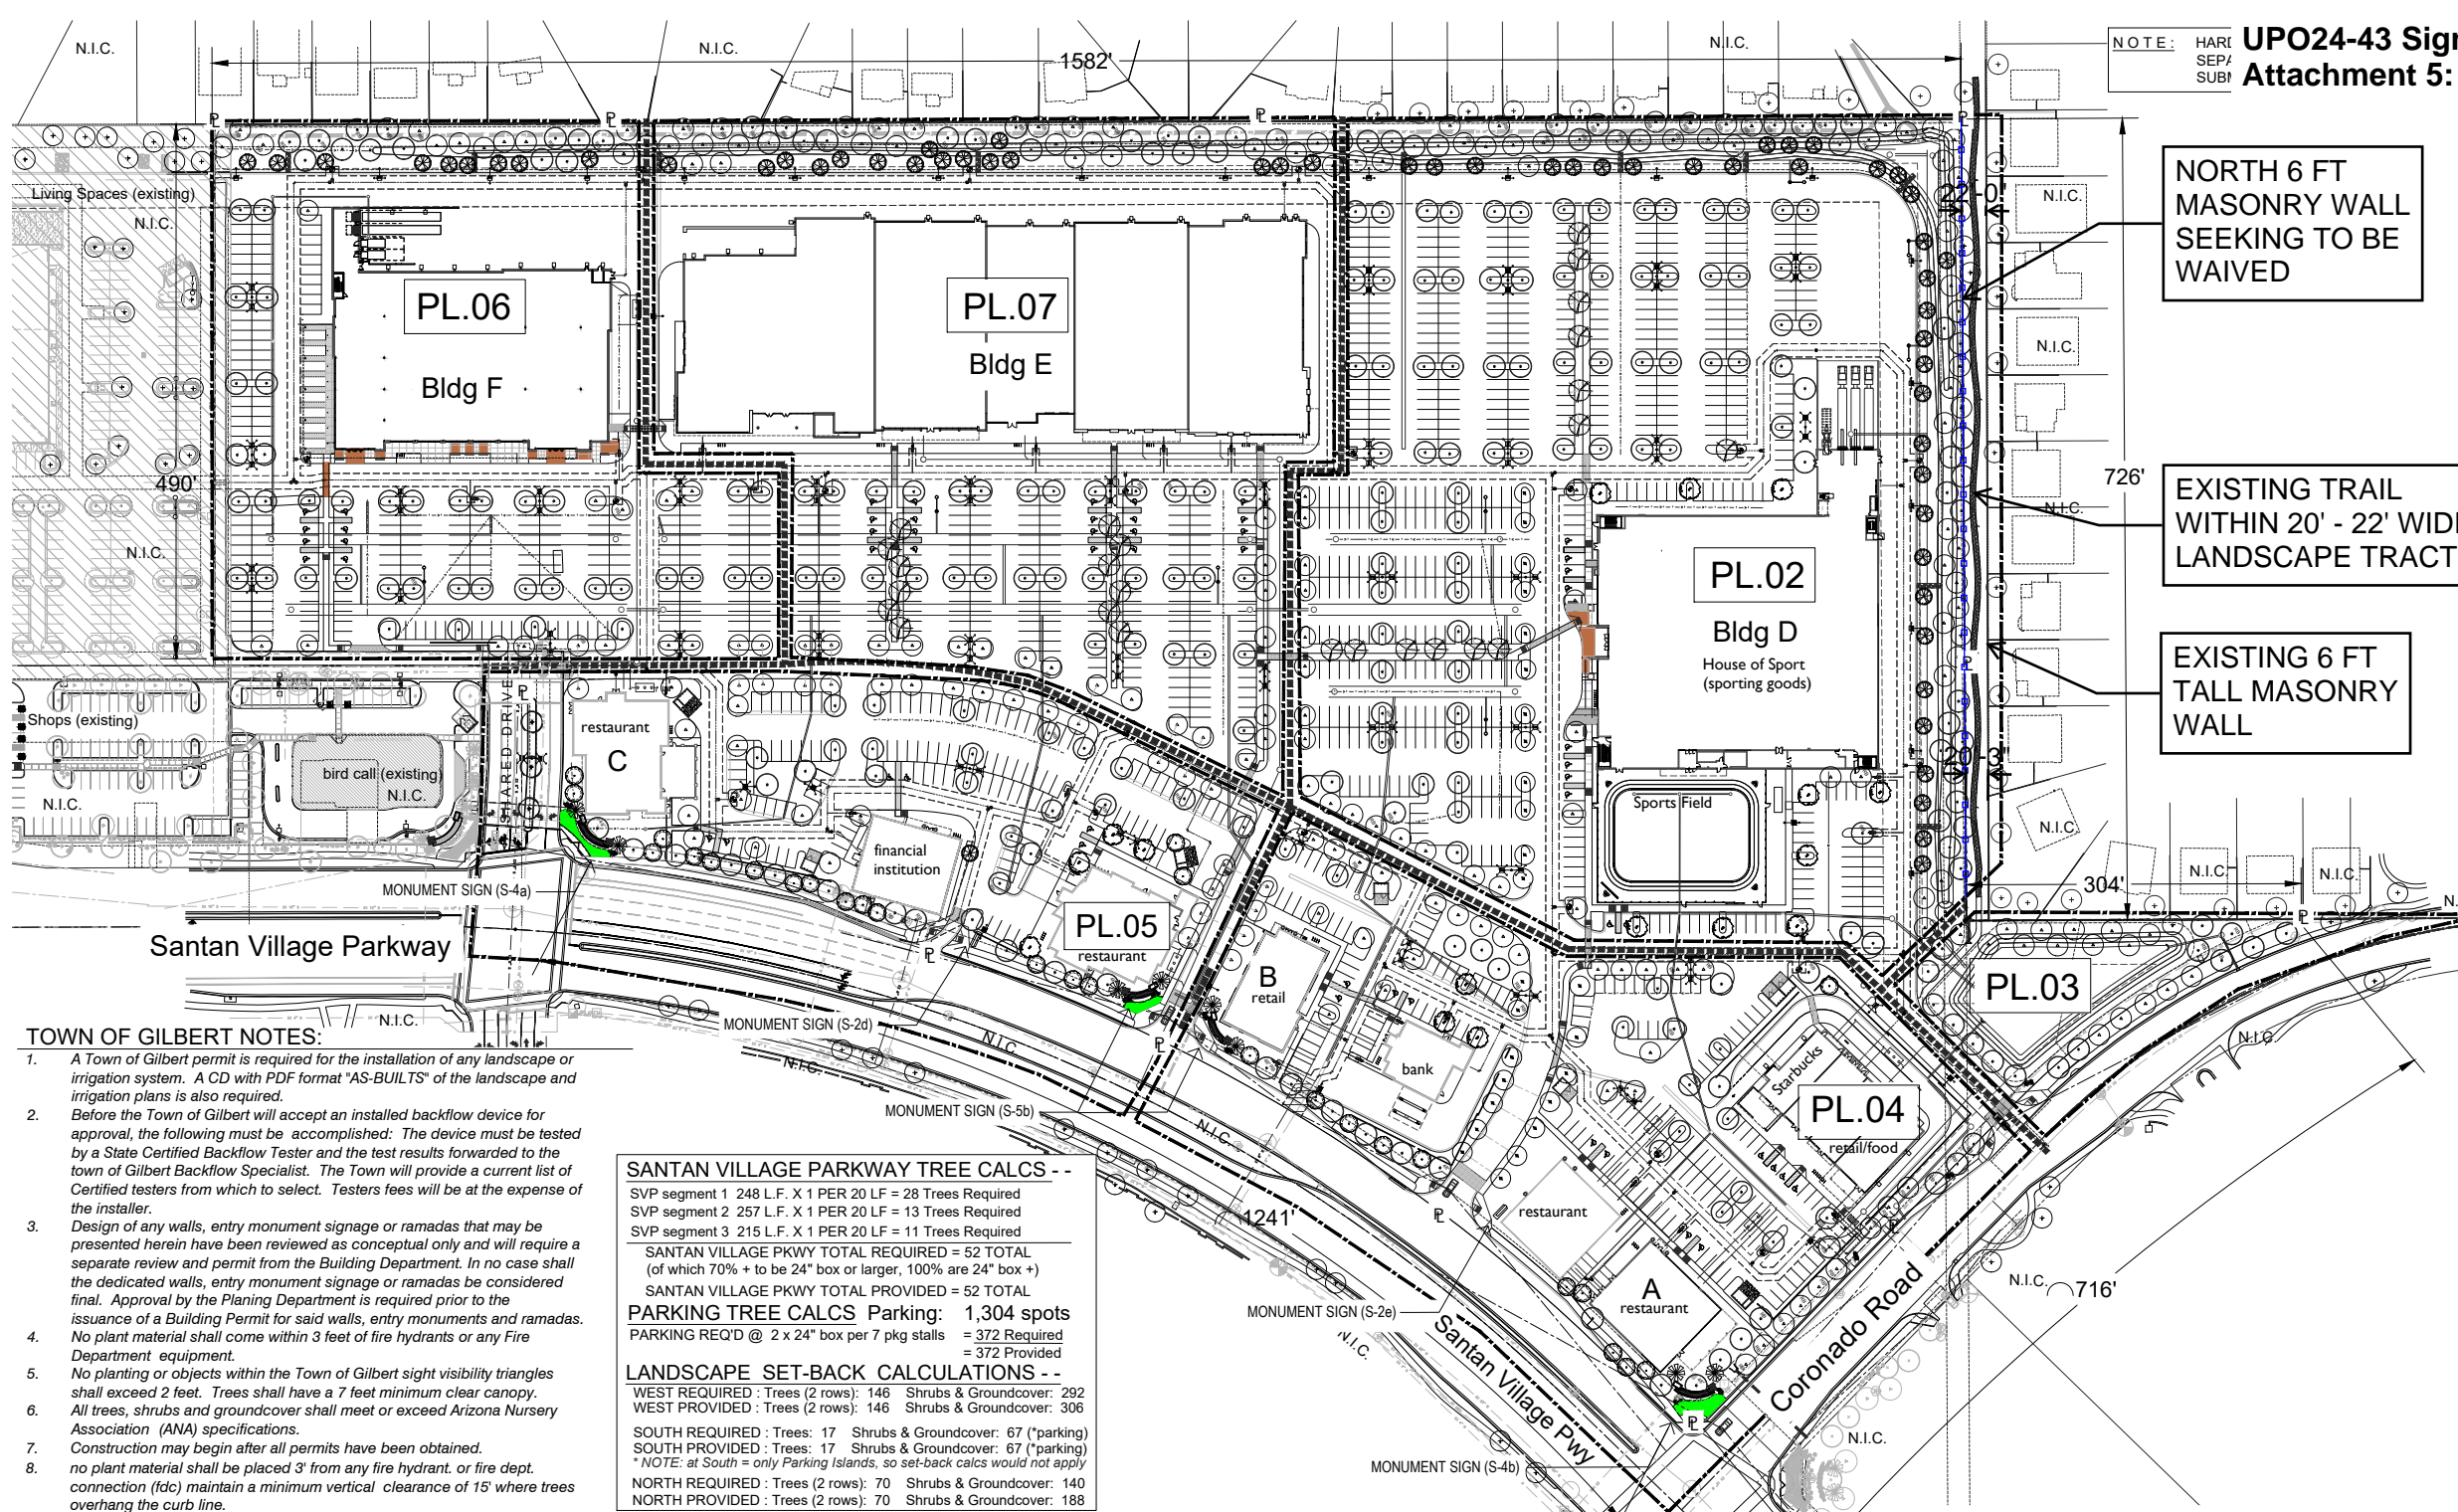 N.I.C.
N.I.C.
N.I.C.
1582'
NOTE:
UPO24-43
Attachment 5:
Living Spaces (existing)
N.I.C.
22'-0"
N.I.C.
NORTH 6 FT
MASONRY WALL
SEEKING TO BE
WAIVED
PL.06
Bldg F
PL.07
Bldg E
N.I.C.
490'
N.I.C.
726'
N.I.C.
EXISTING TRAIL
WITHIN 20' - 22'
LANDSCAPE TRACT
PL.02
Bldg D
House of Sport
(sporting goods)
EXISTING 6 FT
TALL MASONRY
WALL
Shops (existing)
SHARED DRIVE
restaurant
C
bird call (existing)
N.I.C.
N.I.C.
20'-3"
Sports Field
N.I.C.
financial
institution
N.I.C.
N.I.C.
304'
MONUMENT SIGN (S-4a)
Santan Village Parkway
PL.05
restaurant
B
retail
PL.03
N.I.C.
MONUMENT SIGN (S-2d)
N.I.C.
N.I.C.
N.I.C.
bank
Starbucks
PL.04
retail/food
MONUMENT SIGN (S-5b)
N.I.C.
TOWN OF GILBERT NOTES:
1. A Town of Gilbert permit is required for the installation of any landscape or
irrigation system. A CD with PDF format "AS-BUILTS" of the landscape and
irrigation plans is also required.
2. Before the Town of Gilbert will accept an installed backflow device for
approval, the following must be accomplished: The device must be tested
by a State Certified Backflow Tester and the test results forwarded to the
town of Gilbert Backflow Specialist. The Town will provide a current list of
Certified testers from which to select. Testers fees will be at the expense of
the installer.
3. Design of any walls, entry monument signage or ramadas that may be
presented herein have been reviewed as conceptual only and will require a
separate review and permit from the Building Department. In no case shall
the dedicated walls, entry monument signage or ramadas be considered
final. Approval by the Planing Department is required prior to the
issuance of a Building Permit for said walls, entry monuments and ramadas.
4. No plant material shall come within 3 feet of fire hydrants or any Fire
Department equipment.
5. No planting or objects within the Town of Gilbert sight visibility triangles
shall exceed 2 feet. Trees shall have a 7 feet minimum clear canopy.
6. All trees, shrubs and groundcover shall meet or exceed Arizona Nursery
Association (ANA) specifications.
7. Construction may begin after all permits have been obtained.
8. no plant material shall be placed 3' from any fire hydrant. or fire dept.
connection (fdc) maintain a minimum vertical clearance of 15' where trees
overhang the curb line.
SANTAN VILLAGE PARKWAY TREE CALCS - -
SVP segment 1 248 L.F. X 1 PER 20 LF = 28 Trees Required
SVP segment 2 257 L.F. X 1 PER 20 LF = 13 Trees Required
SVP segment 3 215 L.F. X 1 PER 20 LF = 11 Trees Required
SANTAN VILLAGE PKWY TOTAL REQUIRED = 52 TOTAL
(of which 70% + to be 24" box or larger, 100% are 24" box +)
SANTAN VILLAGE PKWY TOTAL PROVIDED = 52 TOTAL
PARKING TREE CALCS Parking: 1,304 spots
PARKING REQ'D @ 2 x 24" box per 7 pkg stalls = 372 Required
= 372 Provided
LANDSCAPE SET-BACK CALCULATIONS - -
WEST REQUIRED : Trees (2 rows): 146 Shrubs & Groundcover: 292
WEST PROVIDED : Trees (2 rows): 146 Shrubs & Groundcover: 306
SOUTH REQUIRED : Trees: 17 Shrubs & Groundcover: 67 (*parking)
SOUTH PROVIDED : Trees: 17 Shrubs & Groundcover: 67 (*parking)
* NOTE: at South = only Parking Islands, so set-back calcs would not apply
NORTH REQUIRED : Trees (2 rows): 70 Shrubs & Groundcover: 140
NORTH PROVIDED : Trees (2 rows): 70 Shrubs & Groundcover: 188
1241'
restaurant
A
restaurant
MONUMENT SIGN (S-2e)
N.I.C.
Santan Village Pwy
Coronado Road
N.I.C.
716'
N.I.C.
MONUMENT SIGN (S-4b)